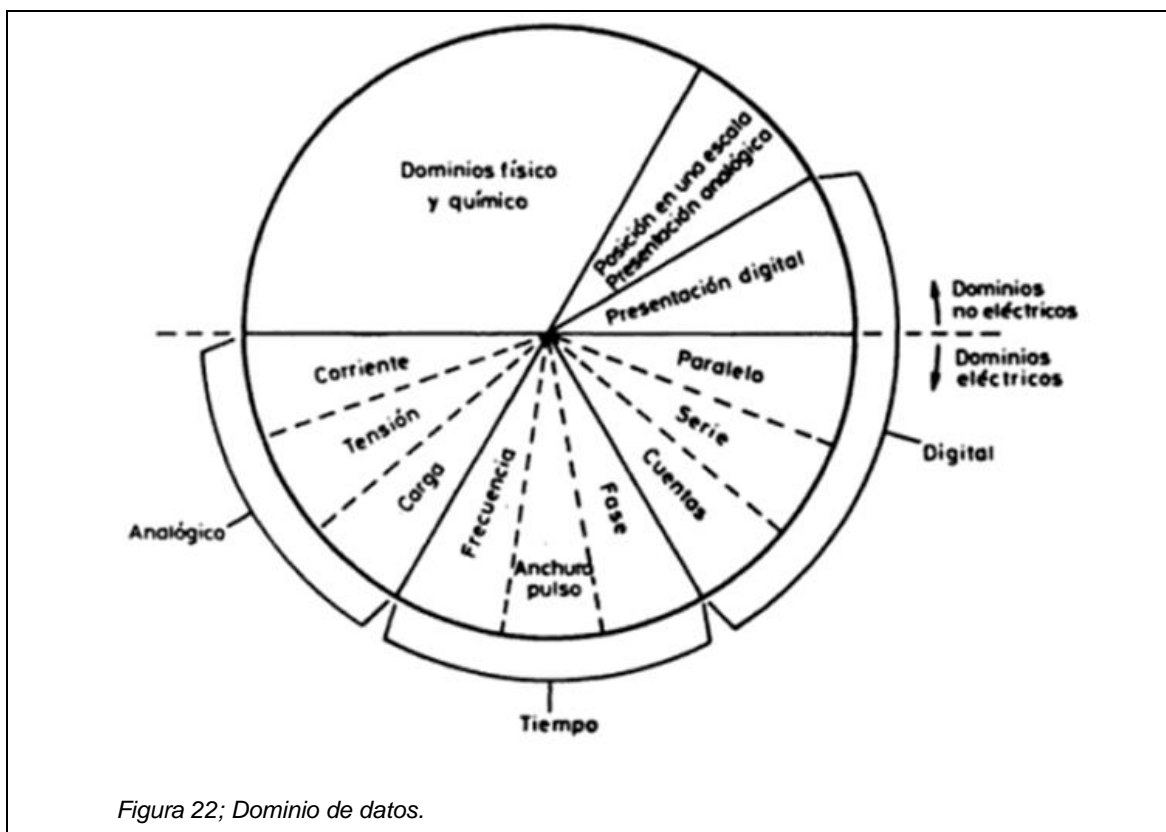 Dominios físico
y químico
Posición en una escala
Presentación analógica
Presentación digital
Dominios
no eléctricos
Dominios
eléctricos
Corriente
Tensión
Carga
Frecuencia
Anchura
pulso
Fase
Cuentas
Serie
Paralelo
Analógico
Tiempo
Digital
Figura 22; Dominio de datos.